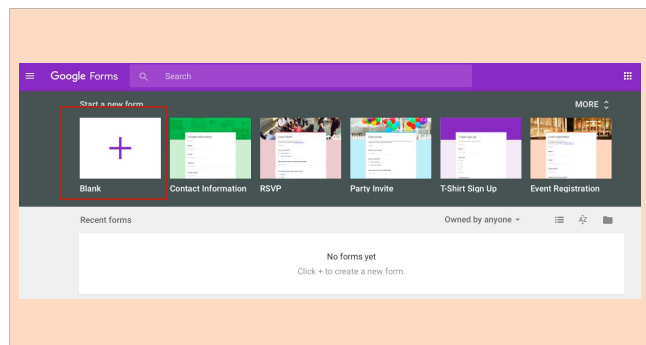 Google Forms
Search
Start a new form
MORE
Blank
Contact Information
RSVP
Party Invite
T-Shirt Sign Up
Event Registration
Recent forms
Owned by anyone
AZ
No forms yet
Click + to create a new form.